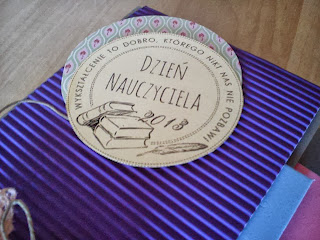 WYKSZTAŁCENIE TO DOBRO, KTÓREGO NIKT NAS NIE POZBAWI
DZIEŃ
NAUCZYCIELA
2013